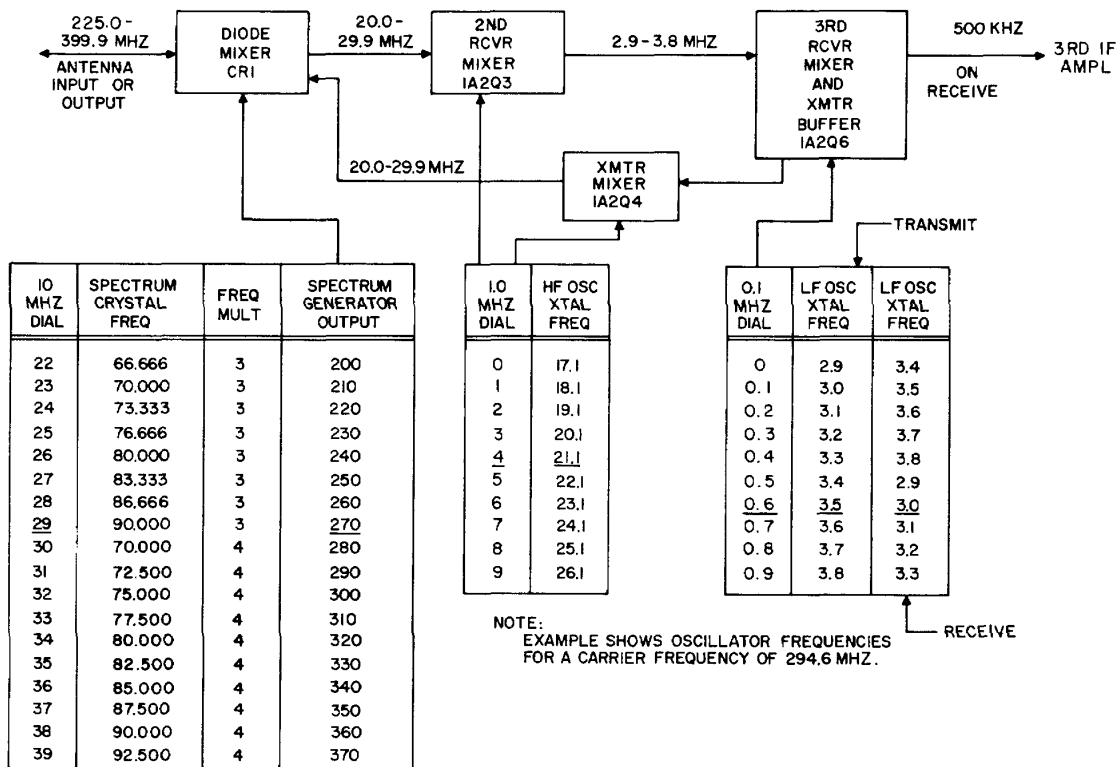 225.0-
399.9 MHZ
ANTENNA
INPUT OR
OUTPUT
DIODE
MIXER
CR1
20.0-
29.9 MHZ
2ND
RCVR
MIXER
1A2Q3
2.9-3.8 MHZ
3RD
RCVR
MIXER
AND
XMTR
BUFFER
1A2Q6
500 KHZ
ON
RECEIVE
3RD IF
AMPL
20.0-29.9 MHZ
XMTR
MIXER
1A2Q4
TRANSMIT
10 MHZ DIAL SPECTRUM CRYSTAL FREQ FREQ MULT SPECTRUM GENERATOR OUTPUT
22 66.666 3 200
23 70.000 3 210
24 73.333 3 220
25 76.666 3 230
26 80.000 3 240
27 83.333 3 250
28 86.666 3 260
29 90.000 3 270
30 70.000 4 280
31 72.500 4 290
32 75.000 4 300
33 77.500 4 310
34 80.000 4 320
35 82.500 4 330
36 85.000 4 340
37 87.500 4 350
38 90.000 4 360
39 92.500 4 370
1.0 MHZ DIAL HF OSC XTAL FREQ
0 17.1
1 18.1
2 19.1
3 20.1
4 21.1
5 22.1
6 23.1
7 24.1
8 25.1
9 26.1
0.1 MHZ DIAL LF OSC XTAL FREQ LF OSC XTAL FREQ
0 2.9 3.4
0.1 3.0 3.5
0.2 3.1 3.6
0.3 3.2 3.7
0.4 3.3 3.8
0.5 3.4 2.9
0.6 3.5 3.0
0.7 3.6 3.1
0.8 3.7 3.2
0.9 3.8 3.3
RECEIVE
NOTE:
EXAMPLE SHOWS OSCILLATOR FREQUENCIES
FOR A CARRIER FREQUENCY OF 294.6 MHZ.